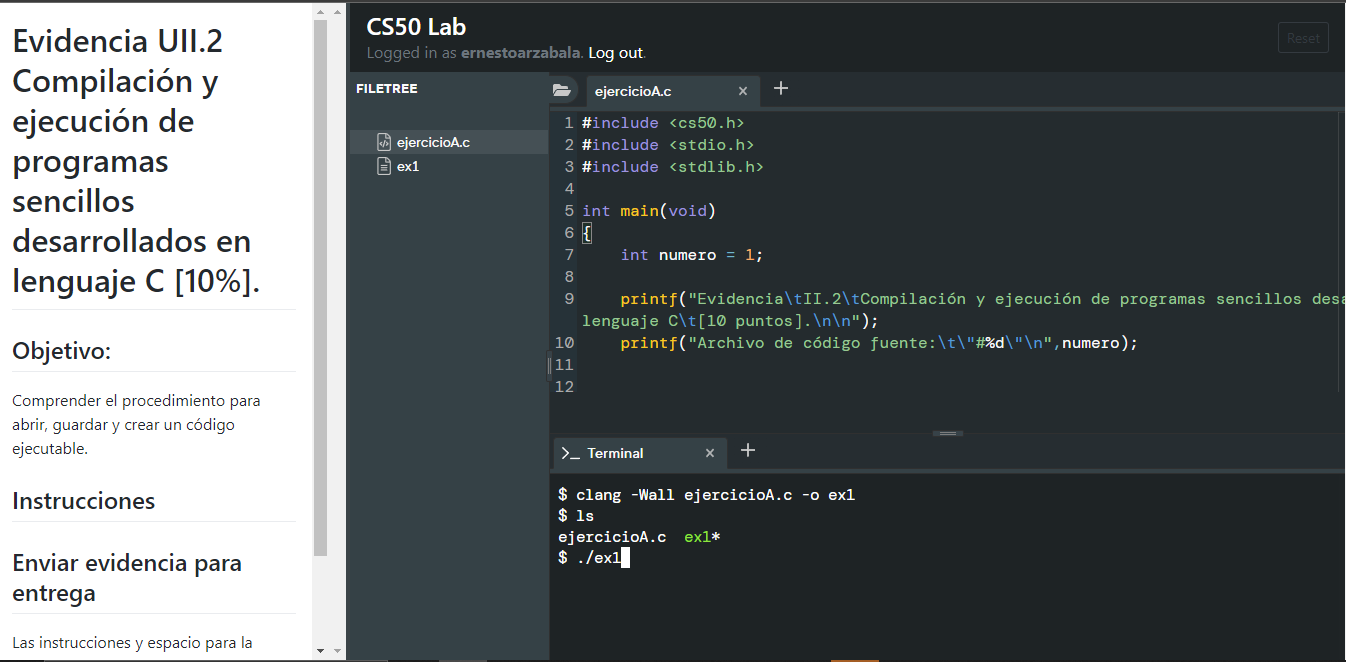 Evidencia UII.2
Compilación y
ejecución de
programas
sencillos
desarrollados en
lenguaje C [10%].
Objetivo:
Comprender el procedimiento para
abrir, guardar y crear un código
ejecutable.
Instrucciones
Enviar evidencia para
entrega
Las instrucciones y espacio para la
CS50 Lab
Logged in as ernestoarzabala. Log out.
Reset
FILETREE
ejercicioA.c
ex1
ejercicioA.c × +
1 #include <cs50.h>
2 #include <stdio.h>
3 #include <stdlib.h>
4
5 int main(void)
6 {
7     int numero = 1;
8
9     printf("Evidencia\tII.2\tCompilación y ejecución de programas sencillos desa
lenguaje C\t[10 puntos].\n\n");
10     printf("Archivo de código fuente:\t\"#%d\"\n",numero);
11
12
>_ Terminal × +
$ clang -Wall ejercicioA.c -o ex1
$ ls
ejercicioA.c  ex1*
$ ./ex1